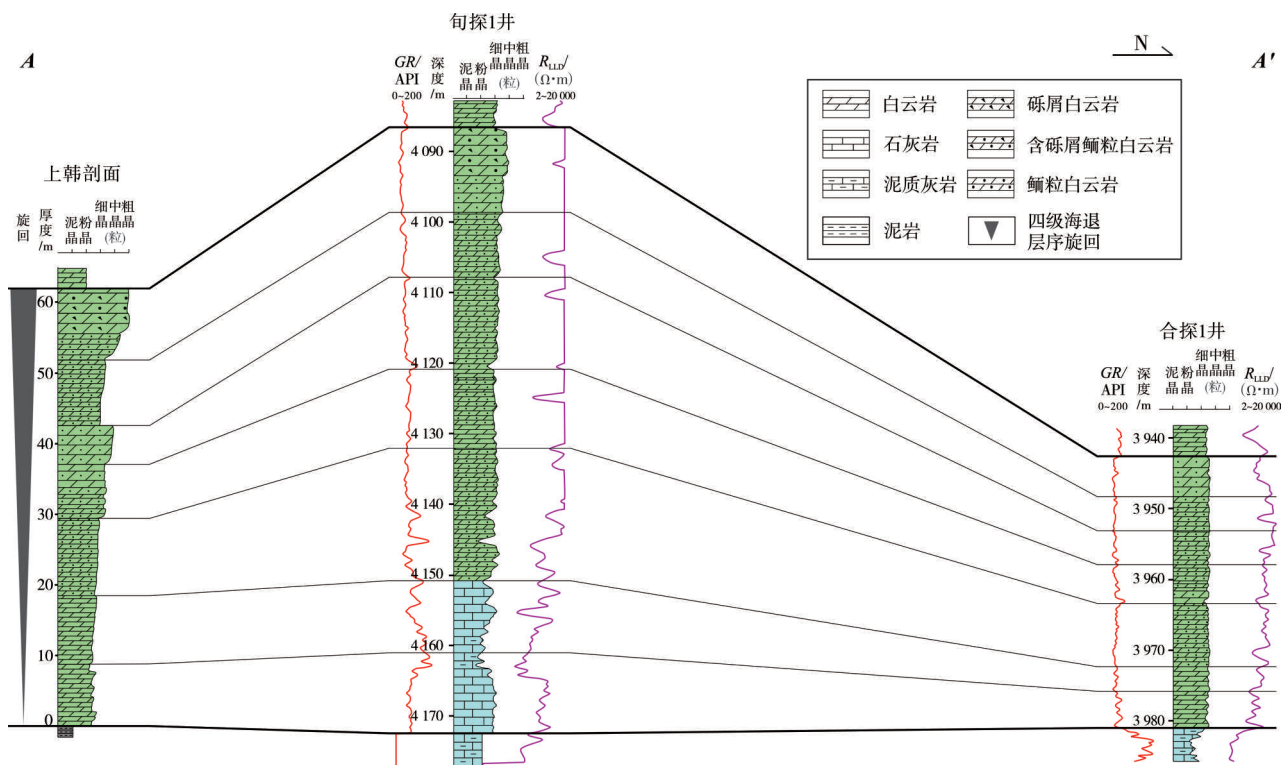 旬探1井
A
GR/
API
0~200
深
度
/m
泥粉
晶晶
细中粗
晶晶晶
(粒)
R_LLD/
(Ω·m)
2~20 000
N
A'
白云岩
砾屑白云岩
石灰岩
含砾屑鲕粒白云岩
泥质灰岩
鲕粒白云岩
泥岩
四级海退
层序旋回
上韩剖面
旋
回
厚
度
/m
泥粉
晶晶
细中粗
晶晶晶
(粒)
60
50
40
30
20
10
0
4 090
4 100
4 110
4 120
4 130
4 140
4 150
4 160
4 170
合探1井
GR/
API
0~200
深
度
/m
泥粉
晶晶
细中粗
晶晶晶
(粒)
R_LLD/
(Ω·m)
2~20 000
3 940
3 950
3 960
3 970
3 980